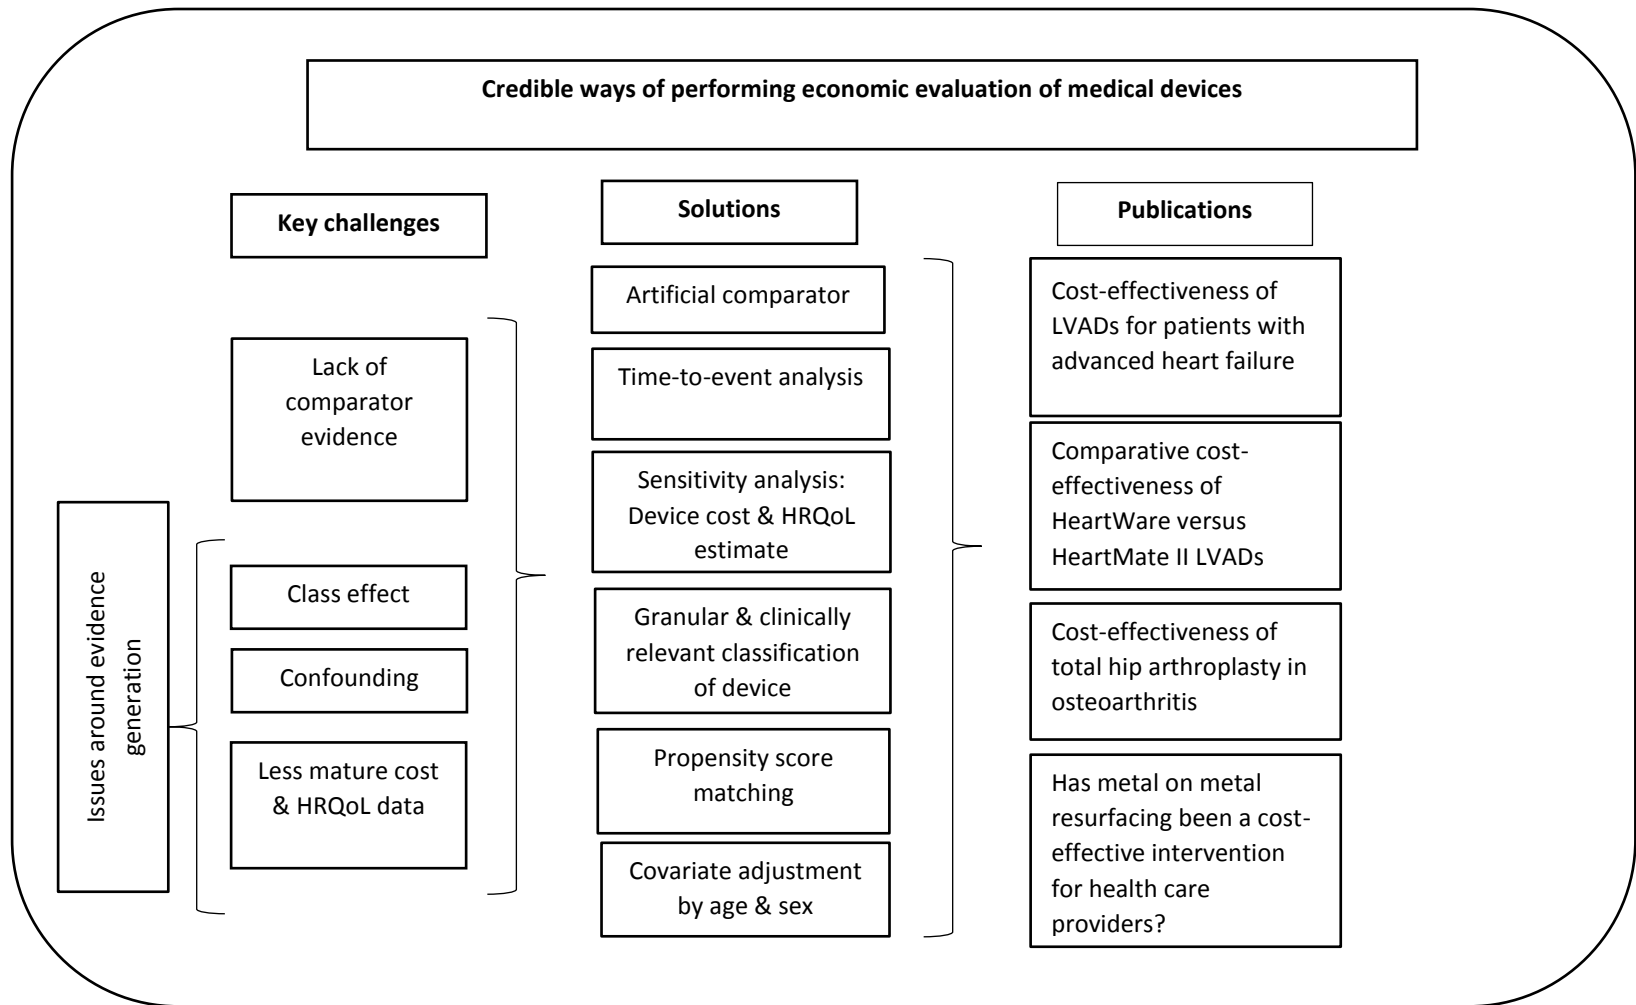 Credible ways of performing economic evaluation of medical devices
Key challenges
Solutions
Publications
Issues around evidence
generation
Lack of
comparator
evidence
Class effect
Confounding
Less mature cost
& HRQoL data
Artificial comparator
Time-to-event analysis
Sensitivity analysis:
Device cost & HRQoL
estimate
Granular & clinically
relevant classification
of device
Propensity score
matching
Covariate adjustment
by age & sex
Cost-effectiveness of
LVADs for patients with
advanced heart failure
Comparative cost-
effectiveness of
HeartWare versus
HeartMate II LVADs
Cost-effectiveness of
total hip arthroplasty in
osteoarthritis
Has metal on metal
resurfacing been a cost-
effective intervention
for health care
providers?